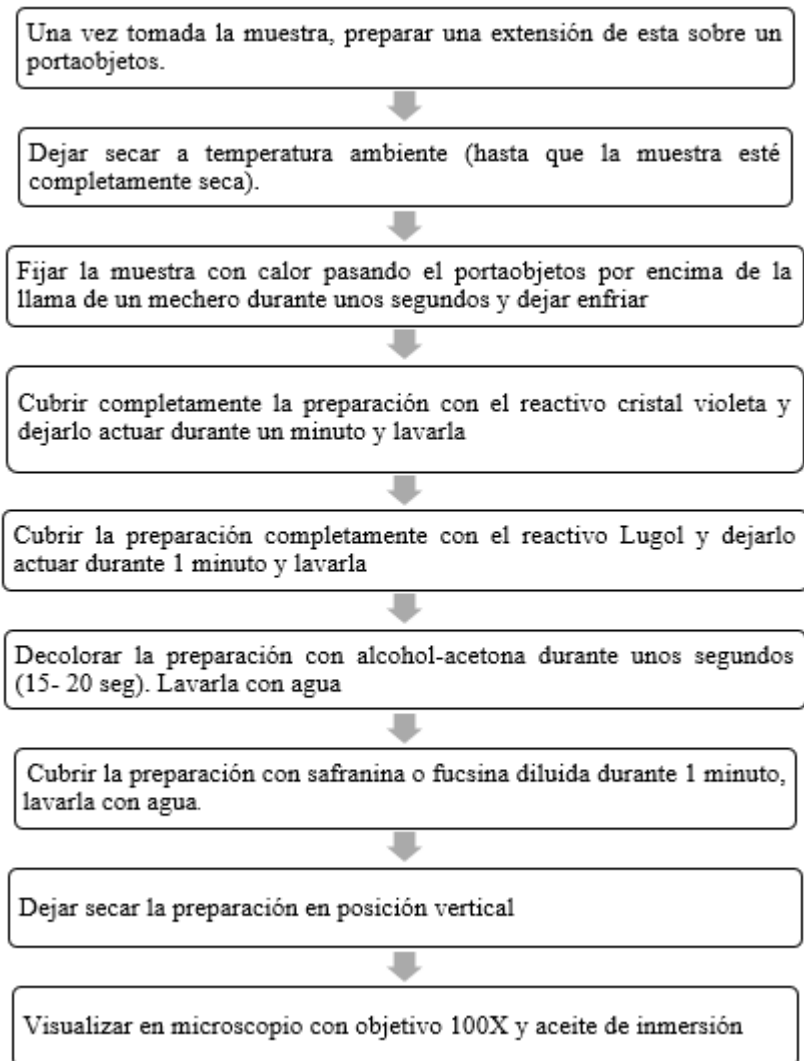 Una vez tomada la muestra, preparar una extensión de esta sobre un
portaobjetos.
Dejar secar a temperatura ambiente (hasta que la muestra esté
completamente seca).
Fijar la muestra con calor pasando el portaobjetos por encima de la
llama de un mechero durante unos segundos y dejar enfriar
Cubrir completamente la preparación con el reactivo cristal violeta y
dejarlo actuar durante un minuto y lavarla
Cubrir la preparación completamente con el reactivo Lugol y dejarlo
actuar durante 1 minuto y lavarla
Decolorar la preparación con alcohol-acetona durante unos segundos
(15- 20 seg). Lavarla con agua
Cubrir la preparación con safranina o fucsina diluida durante 1 minuto,
lavarla con agua.
Dejar secar la preparación en posición vertical
Visualizar en microscopio con objetivo 100X y aceite de inmersión